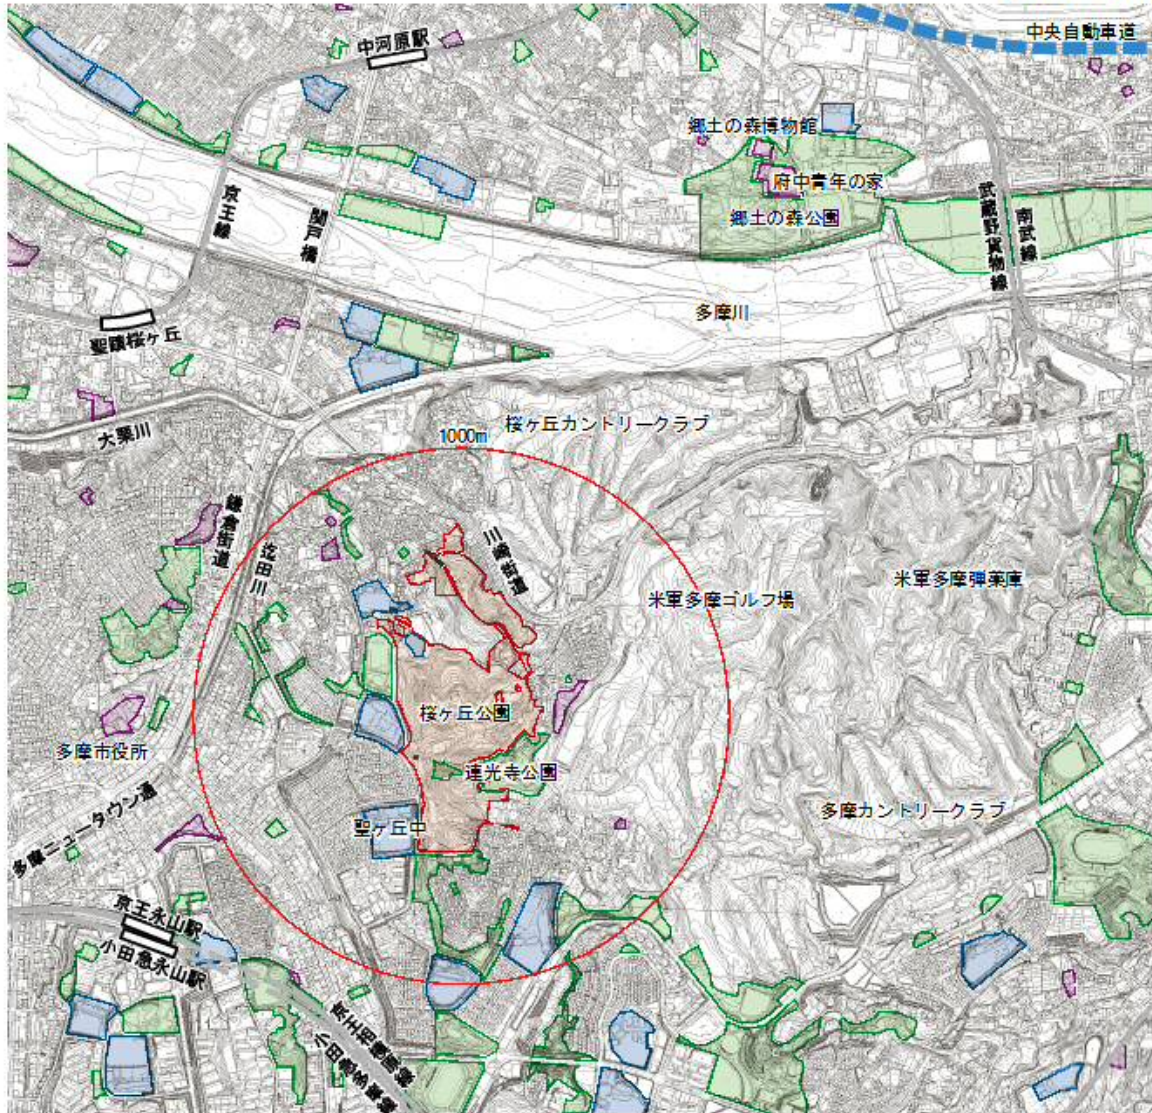 中央自動車道
中河原駅
郷土の森博物館
府中青年の家
郷土の森公園
京王線
関戸橋
武蔵野貨物線
南武線
多摩川
聖蹟桜ヶ丘
大栗川
桜ヶ丘カントリークラブ
1000m
鎌倉街道
乞田川
川崎街道
米軍多摩弾薬庫
米軍多摩ゴルフ場
桜ヶ丘公園
多摩市役所
連光寺公園
多摩カントリークラブ
聖ヶ丘中
多摩ニュータウン通
京王永山駅
小田急永山駅
京王相模原線
小田急多摩線